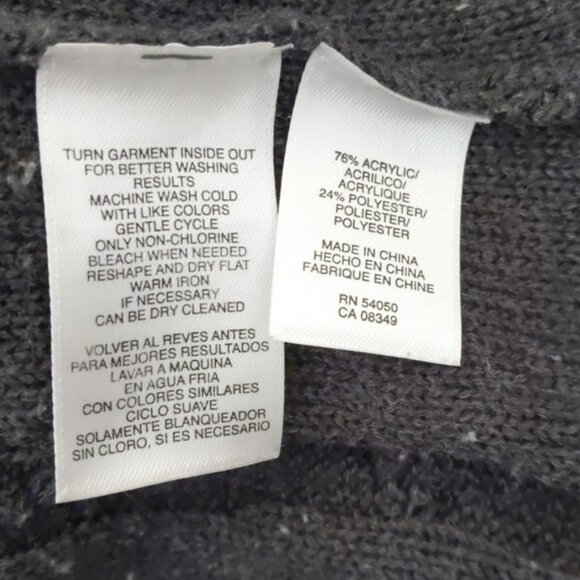 TURN GARMENT INSIDE OUT
FOR BETTER WASHING
RESULTS
MACHINE WASH COLD
WITH LIKE COLORS
GENTLE CYCLE
ONLY NON-CHLORINE
BLEACH WHEN NEEDED
RESHAPE AND DRY FLAT
WARM IRON
IF NECESSARY
CAN BE DRY CLEANED
VOLVER AL REVES ANTES
PARA MEJORES RESULTADOS
LAVAR A MAQUINA
EN AGUA FRIA
CON COLORES SIMILARES
CICLO SUAVE
SOLAMENTE BLANQUEADOR
SIN CLORO, SI ES NECESARIO
76% ACRYLIC/
ACRILICO/
ACRYLIQUE
24% POLYESTER/
POLIESTER/
POLYESTER
MADE IN CHINA
HECHO EN CHINA
FABRIQUE EN CHINE
RN 54050
CA 08349